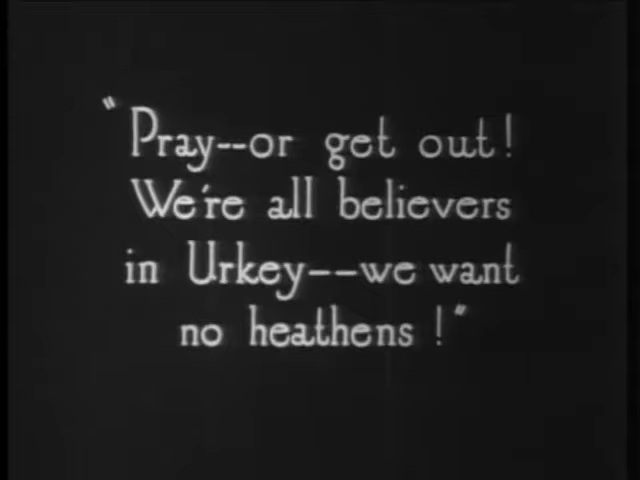 "Pray--or get out!
We're all believers
in Urkey--we want
no heathens!"